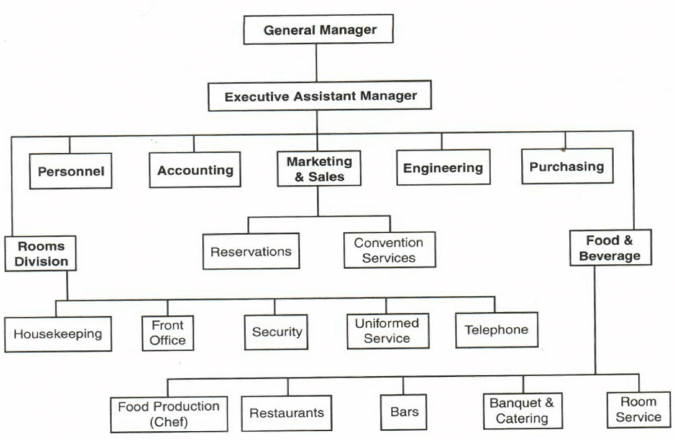 General Manager
Executive Assistant Manager
Personnel
Accounting
Marketing
& Sales
Engineering
Purchasing
Rooms
Division
Reservations
Convention
Services
Food &
Beverage
Housekeeping
Front
Office
Security
Uniformed
Service
Telephone
Food Production
(Chef)
Restaurants
Bars
Banquet &
Catering
Room
Service